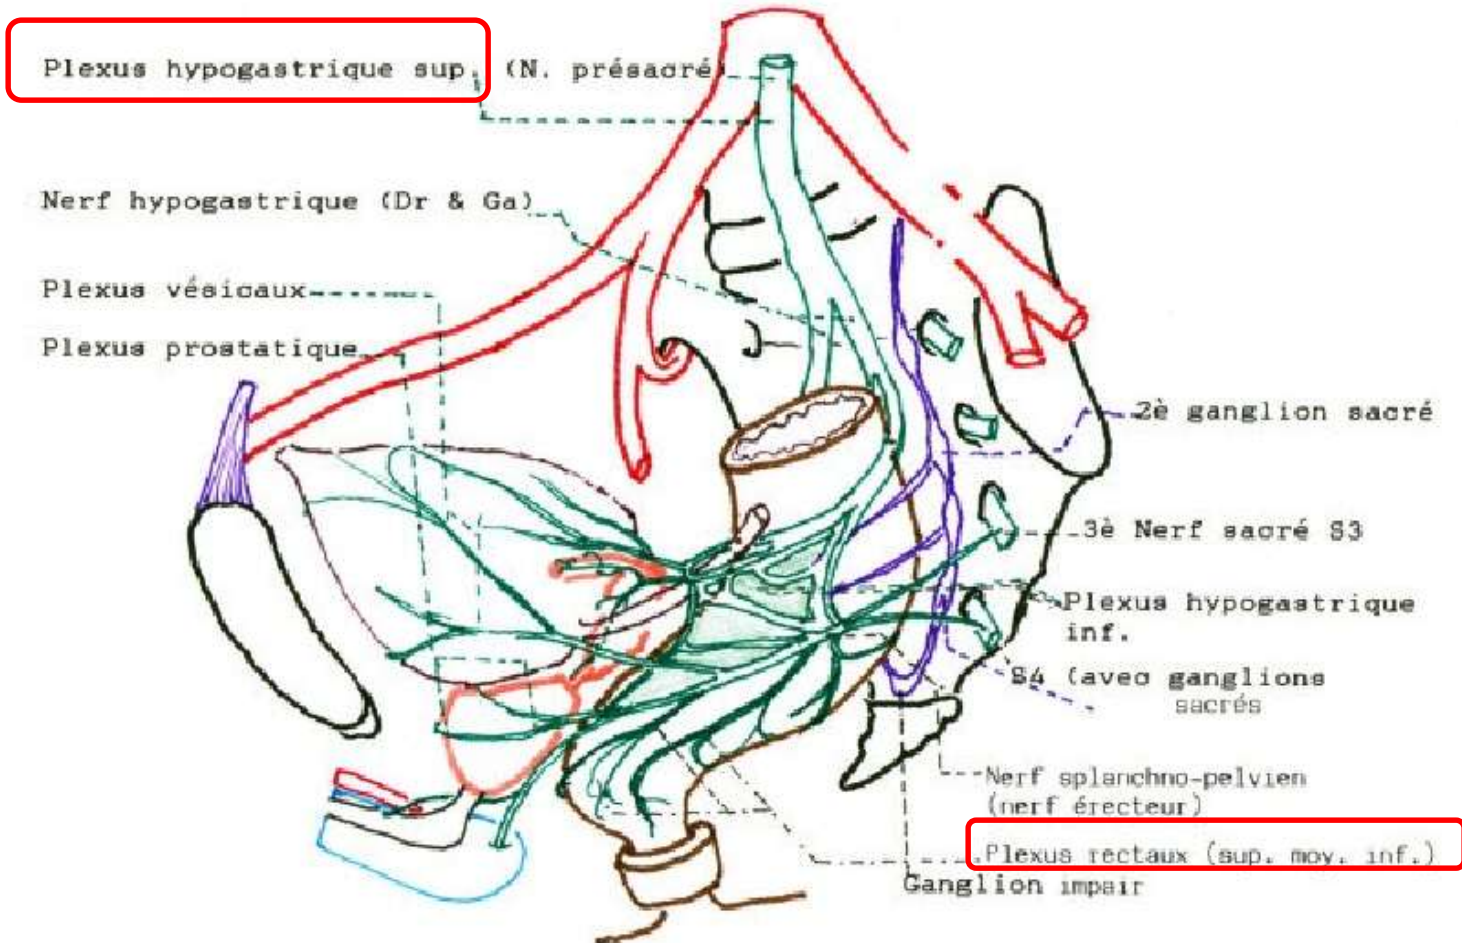 Plexus hypogastrique sup. (N. présacré)
Nerf hypogastrique (Dr & Ga)
Plexus vésicaux
Plexus prostatique
2è ganglion sacré
3è Nerf sacré S3
Plexus hypogastrique
inf.
S4 (avec ganglions
sacrés
Nerf splanchno-pelvien
(nerf érecteur)
Plexus rectaux (sup. moy. inf.)
Ganglion impair